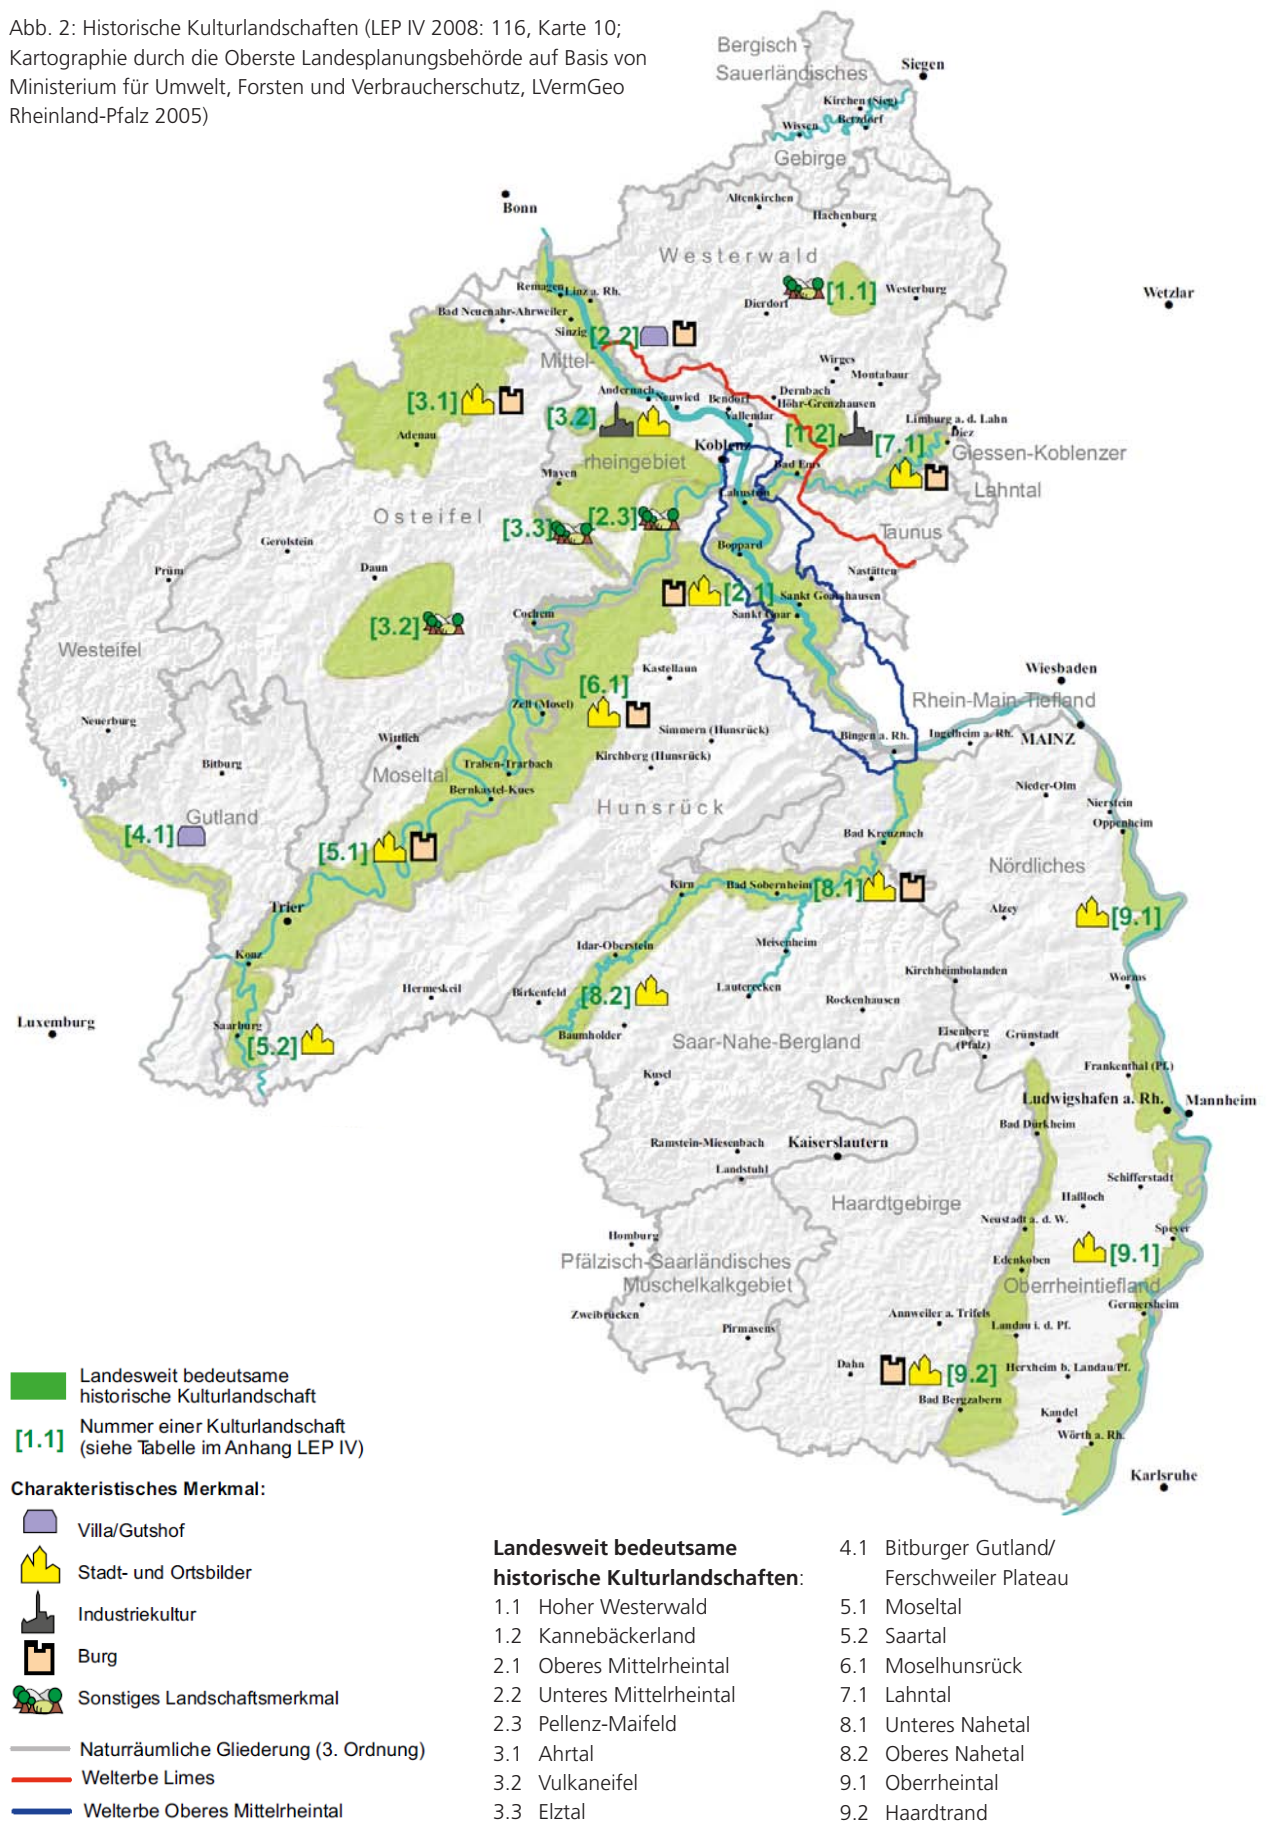 Abb. 2: Historische Kulturlandschaften (LEP IV 2008: 116, Karte 10;
Kartographie durch die Oberste Landesplanungsbehörde auf Basis von
Ministerium für Umwelt, Forsten und Verbraucherschutz, LVermGeo
Rheinland-Pfalz 2005)
Bergisch -
Sauerländisches
Siegen
Kirchen (Sieg)
Wissen
Betzdorf
Gebirge
Altenkirchen
Hachenburg
Bonn
Westerwald
Remagen
Linz a. Rh.
[1.1]
Westerburg
Wetzlar
Dierdorf
Bad Neuenahr-Ahrweiler
Sinzig
[2.2]
Mittel-
Wirges
Montabaur
Andernach
Neuwied
Bendorf
Dernbach
Höhr-Grenzhausen
[3.1]
[3.2]
Vallendar
Limburg a. d. Lahn
Diez
Adenau
Koblenz
[1.2]
[7.1]
Giessen-Koblenzer
rheingebiet
Bad Ems
Mayen
Lahntal
Lahnstein
Osteifel
[3.3]
[2.3]
Taunus
Gerolstein
Boppard
Prüm
Daun
Nastätten
[2.1]
Sankt Goarshausen
Cochem
Sankt Goar
[3.2]
Westeifel
Kastellaun
Wiesbaden
[6.1]
Rhein-Main-Tiefland
Zell (Mosel)
Neuerburg
Simmern (Hunsrück)
Bingen a. Rh.
Ingelheim a. Rh.
MAINZ
Wittlich
Kirchberg (Hunsrück)
Bitburg
Moseltal
Traben-Trarbach
Bernkastel-Kues
Nieder-Olm
Hunsrück
Nierstein
Oppenheim
Gutland
[4.1]
Bad Kreuznach
[5.1]
Nördliches
Kirn
Bad Sobernheim
[8.1]
Trier
Alzey
[9.1]
Konz
Idar-Oberstein
Meisenheim
Kirchheimbolanden
Worms
Hermeskeil
Birkenfeld
[8.2]
Lauterecken
Rockenhausen
Luxemburg
Saarburg
[5.2]
Baumholder
Saar-Nahe-Bergland
Eisenberg
(Pfalz)
Grünstadt
Kusel
Frankenthal (Pf.)
Ludwigshafen a. Rh.
Mannheim
Bad Dürkheim
Ramstein-Miesenbach
Kaiserslautern
Landstuhl
Schifferstadt
Haardtgebirge
Haßloch
Neustadt a. d. W.
Speyer
Homburg
[9.1]
Pfälzisch-Saarländisches
Muschelkalkgebiet
Edenkoben
Oberrheintiefland
Germersheim
Zweibrücken
Annweiler a. Trifels
Landau i. d. Pf.
Pirmasens
Dahn
[9.2]
Herxheim b. Landau/Pf.
Bad Bergzabern
Kandel
Wörth a. Rh.
Karlsruhe
Landesweit bedeutsame
historische Kulturlandschaft
[1.1]
Nummer einer Kulturlandschaft
(siehe Tabelle im Anhang LEP IV)
Charakteristisches Merkmal:
Villa/Gutshof
Stadt- und Ortsbilder
Industriekultur
Burg
Sonstiges Landschaftsmerkmal
Naturräumliche Gliederung (3. Ordnung)
Welterbe Limes
Welterbe Oberes Mittelrheintal
Landesweit bedeutsame
historische Kulturlandschaften:
1.1 Hoher Westerwald
1.2 Kannebäckerland
2.1 Oberes Mittelrheintal
2.2 Unteres Mittelrheintal
2.3 Pellenz-Maifeld
3.1 Ahrtal
3.2 Vulkaneifel
3.3 Elztal
4.1 Bitburger Gutland/
Ferschweiler Plateau
5.1 Moseltal
5.2 Saartal
6.1 Moselhunsrück
7.1 Lahntal
8.1 Unteres Nahetal
8.2 Oberes Nahetal
9.1 Oberrheintal
9.2 Haardtrand